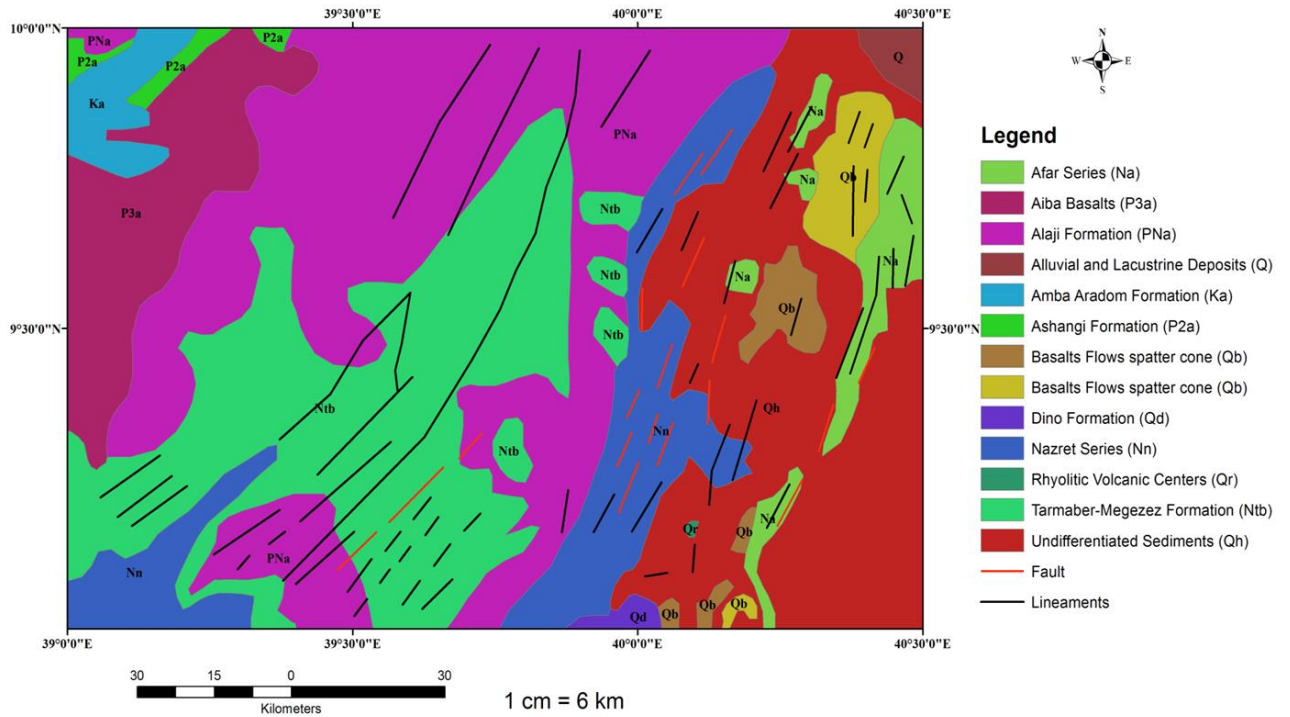 39°30'0"E
40°0'0"E
40°30'0"E
10°0'0"N
PNa
P2a
Q
P2a
P2a
N
W
E
S
Ka
Na
PNa
Legend
Afar Series (Na)
Na
Qb
Aiba Basalts (P3a)
P3a
Ntb
Alaji Formation (PNa)
Alluvial and Lacustrine Deposits (Q)
Ntb
Na
Na
Amba Aradom Formation (Ka)
Qb
9°30'0"N
Ntb
9°30'0"N
Ashangi Formation (P2a)
Basalts Flows spatter cone (Qb)
Basalts Flows spatter cone (Qb)
Ntb
Qh
Dino Formation (Qd)
Nn
Nazret Series (Nn)
Ntb
Rhyolitic Volcanic Centers (Qr)
Tarmaber-Megezez Formation (Ntb)
Na
Qr
Qb
Undifferentiated Sediments (Qh)
PNa
Nn
Fault
Lineaments
Qd
Qb
Qb
Qb
39°0'0"E
39°30'0"E
40°0'0"E
40°30'0"E
30
15
0
30
Kilometers
1 cm = 6 km